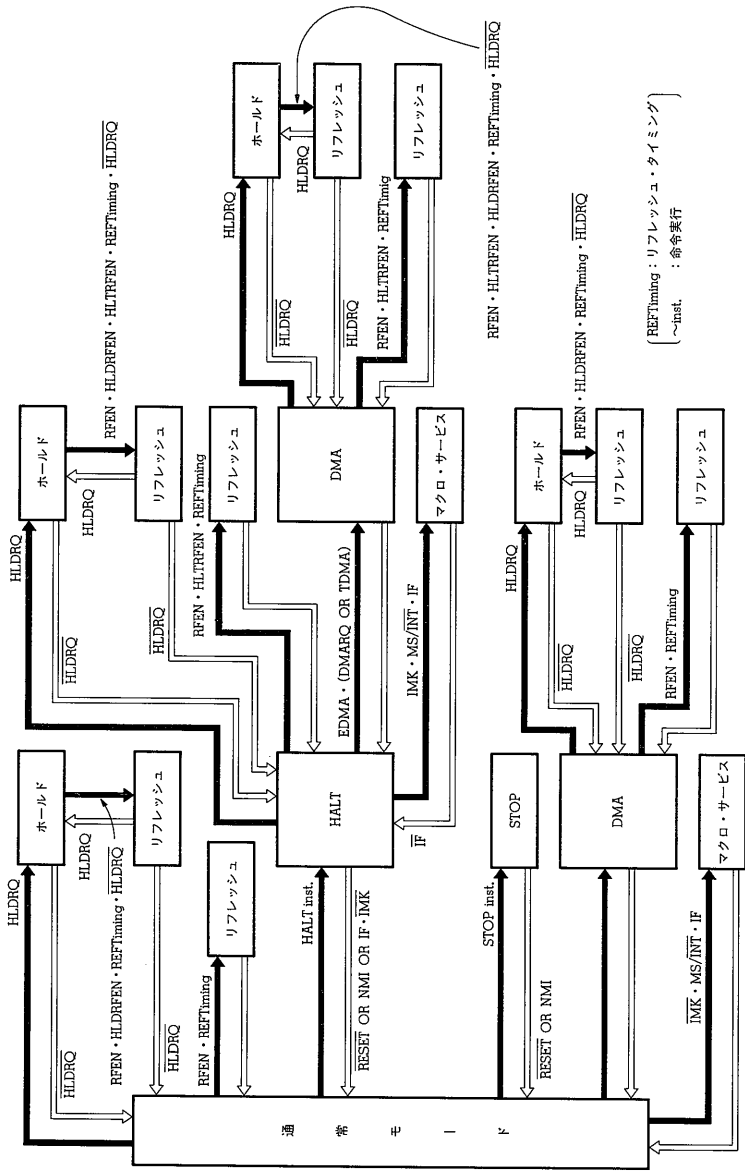 HLDRQ
HLDRQ
ホールド
HLDRQ
HLDRQ
ホールド
HLDRQ
RFEN・HLDRFEN・REFTiming・HLDRQ
HLDRQ
RFEN・HLDRFEN・HLTRFEN・REFTiming・HLDRQ
リフレッシュ
リフレッシュ
HLDRQ
HLDRQ
RFEN・REFTiming
リフレッシュ
RFEN・HLTRFEN・REFTiming
リフレッシュ
HLDRQ
HLDRQ
ホールド
HLDRQ
リフレッシュ
HLDRQ
通常モード
HALT inst.
HALT
EDMA・(DMARQ OR TDMA)
DMA
RFEN・HLTRFEN・REFTimig
リフレッシュ
RESET OR NMI OR IF・IMK
IMK・MS/INT・IF
マクロ・サービス
IF
RFEN・HLTRFEN・HLDRFEN・REFTiming・HLDRQ
STOP inst.
STOP
RESET OR NMI
HLDRQ
HLDRQ
ホールド
HLDRQ
RFEN・HLDRFEN・REFTiming・HLDRQ
リフレッシュ
HLDRQ
DMA
RFEN・REFTiming
リフレッシュ
IMK・MS/INT・IF
マクロ・サービス
REFTiming：リフレッシュ・タイミング
～inst. ：命令実行